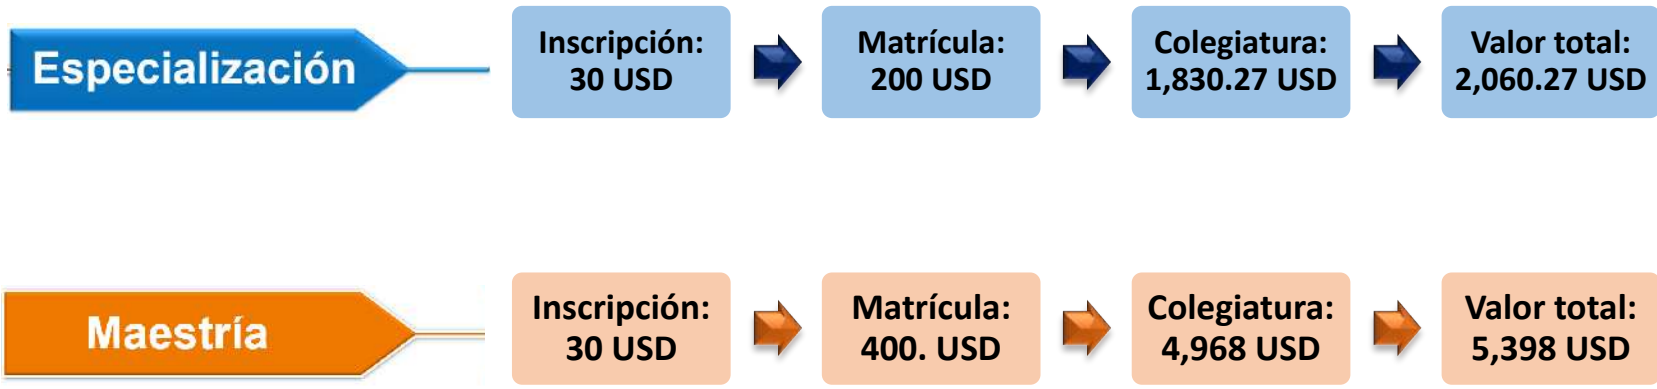 Especialización
Inscripción:
30 USD
Matrícula:
200 USD
Colegiatura:
1,830.27 USD
Valor total:
2,060.27 USD
Maestría
Inscripción:
30 USD
Matrícula:
400. USD
Colegiatura:
4,968 USD
Valor total:
5,398 USD